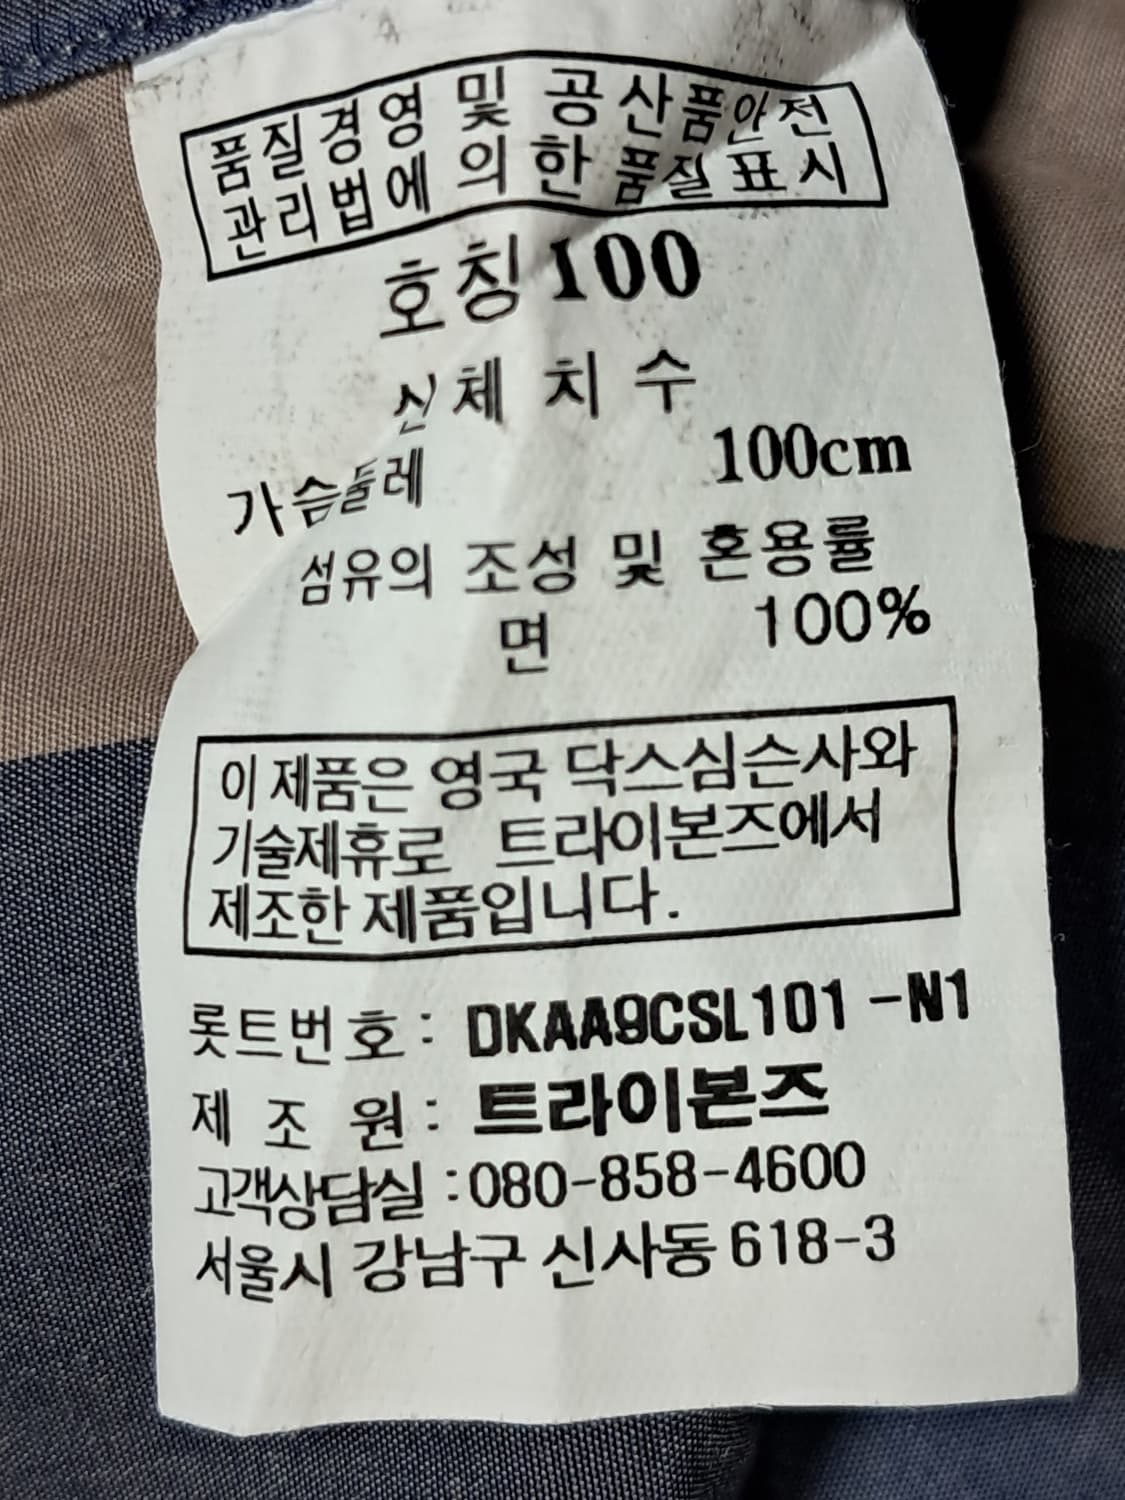 품질경영 및 공산품안전
관리법에 의한 품질표시
호칭 100
신체 치수
가슴둘레 100cm
섬유의 조성 및 혼용률
면 100%
이 제품은 영국 닥스심슨사와
기술제휴로 트라이본즈에서
제조한 제품입니다.
롯트번호 : DKAA9CSL101 -N1
제 조 원 : 트라이본즈
고객상담실 : 080-858-4600
서울시 강남구 신사동 618-3